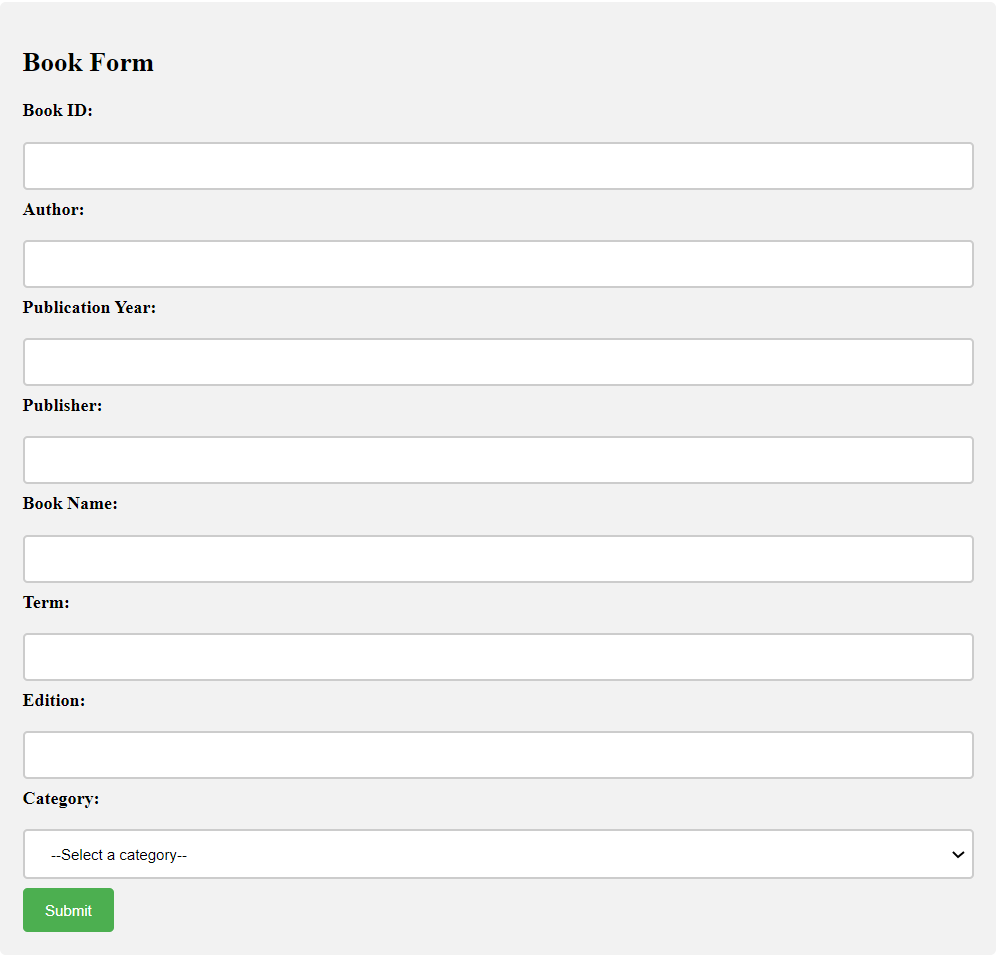 Book Form
Book ID:
Author:
Publication Year:
Publisher:
Book Name:
Term:
Edition:
Category:
--Select a category--
Submit